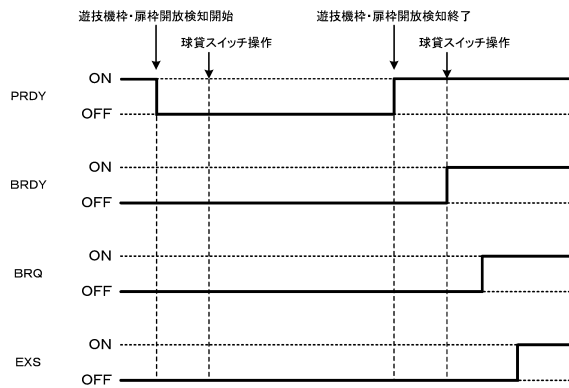 遊技機枠・扉枠開放検知開始
遊技機枠・扉枠開放検知終了
球貸スイッチ操作
球貸スイッチ操作
PRDY
ON
OFF
BRDY
ON
OFF
BRQ
ON
OFF
EXS
ON
OFF